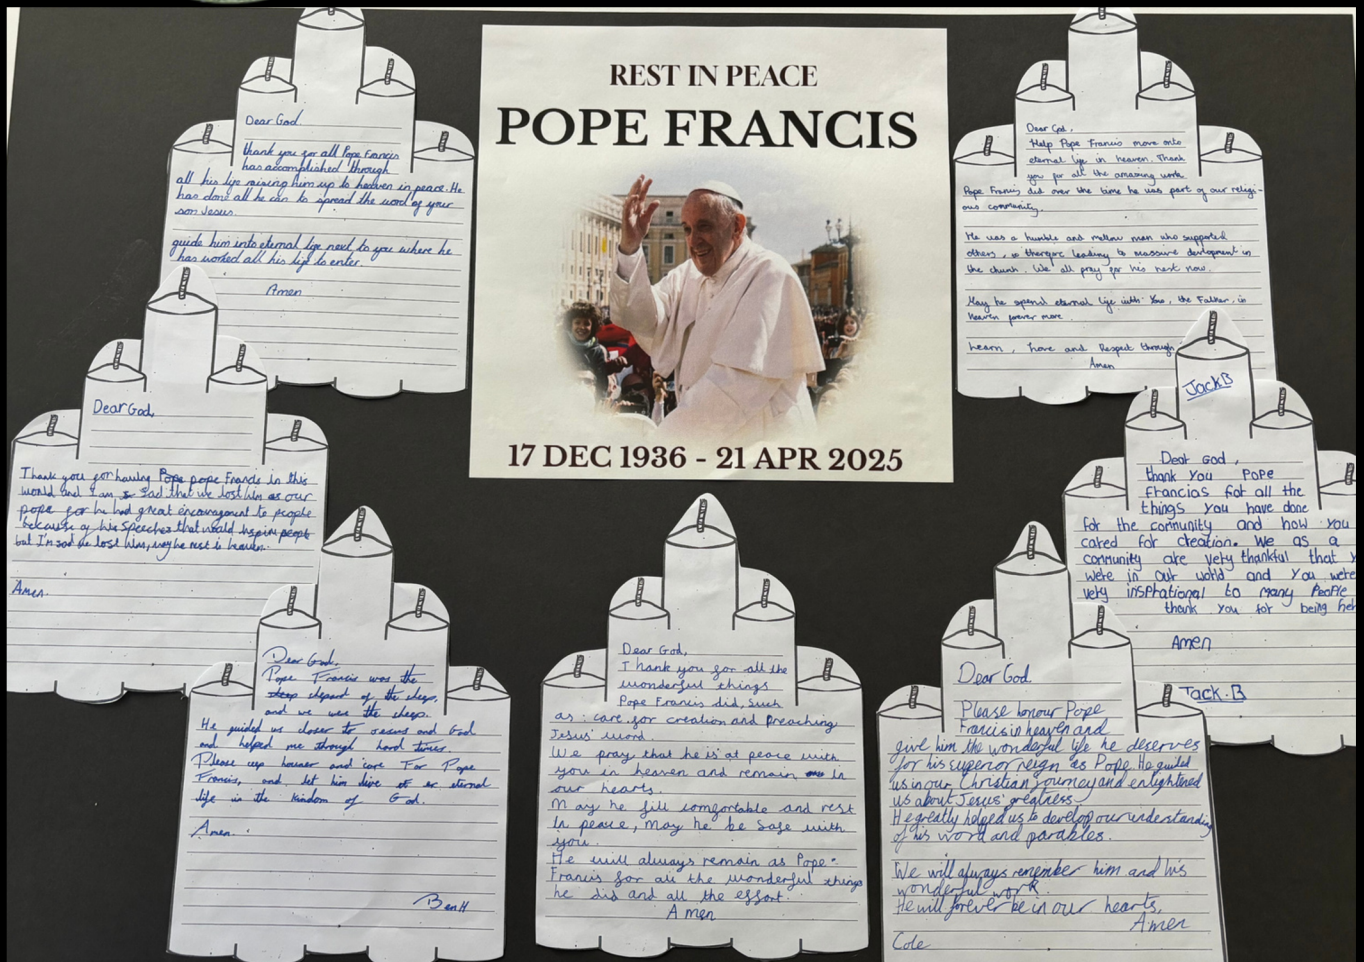 REST IN PEACE
POPE FRANCIS
17 DEC 1936 - 21 APR 2025
Dear God.
thank you for all Pope Francis
has accomplished through
all his life raising him up to heaven in peace. He
has done all he can to spread the word of your
son Jesus.
guide him into eternal life next to you where he
has worked all his life to enter.
Amen
Dear God,
Help Pope Francis move onto
eternal life in heaven. Thank
you for all the amazing work
Pope Francis did over the time he was part of our religi-
ous community.
He was a humble and mellow man who supported
others, therefore leading to massive development in
the church. We all pray for his rest now.
May he spend eternal life with You, the Father, in
heaven forever more.
love and Respect through
Amen
Dear God,
Thank you for having Pope pope Francis in this
world and I am so sad that we lost him as our
pope for he had great encouragment to people
because of his speeches that would inspire peopl
but I'm sad we lost him, may he rest in heaven.
Amen.
JackB
Dear God,
thank you Pope
Francias for all the
things you have done
for the community and how you
cared for creation. We as a
community are very thankful that
were in our world and you were
very insprational to many people
thank you for being her
Amen
Jack.B
Dear God.
Pope Francis was the
sheep shepard of the sheep.
and we were the sheep.
He guided us closer to Jesus and God
and helped me through hard times.
Please honer and care For Pope
Francis, and let him live eternal
life in the Kindom of God.
Amen.
BenH
Dear God,
Thank you for all the
wonderful things
Pope Francis did, such
as: care for creation and preaching
Jesus' word.
We pray that he is at peace with
you in heaven and remain in
our hearts.
May he fill comfortable and rest
In peace, may he be safe with
you.
He will always remain as Pope-
Francis for all the wonderful things
he did and all the effort.
Amen
Dear God
Please honour Pope
Francis in heaven and
give him the wonderful life he deserves
for his superior reign as Pope. He guided
us in our Christian journey and enlightened
us about Jesus' greatness.
He greatly helped us to develop our understanding
of his word and parables.
We will always remember him and his
wonderful work.
He will forever be in our hearts,
Amen
Cole